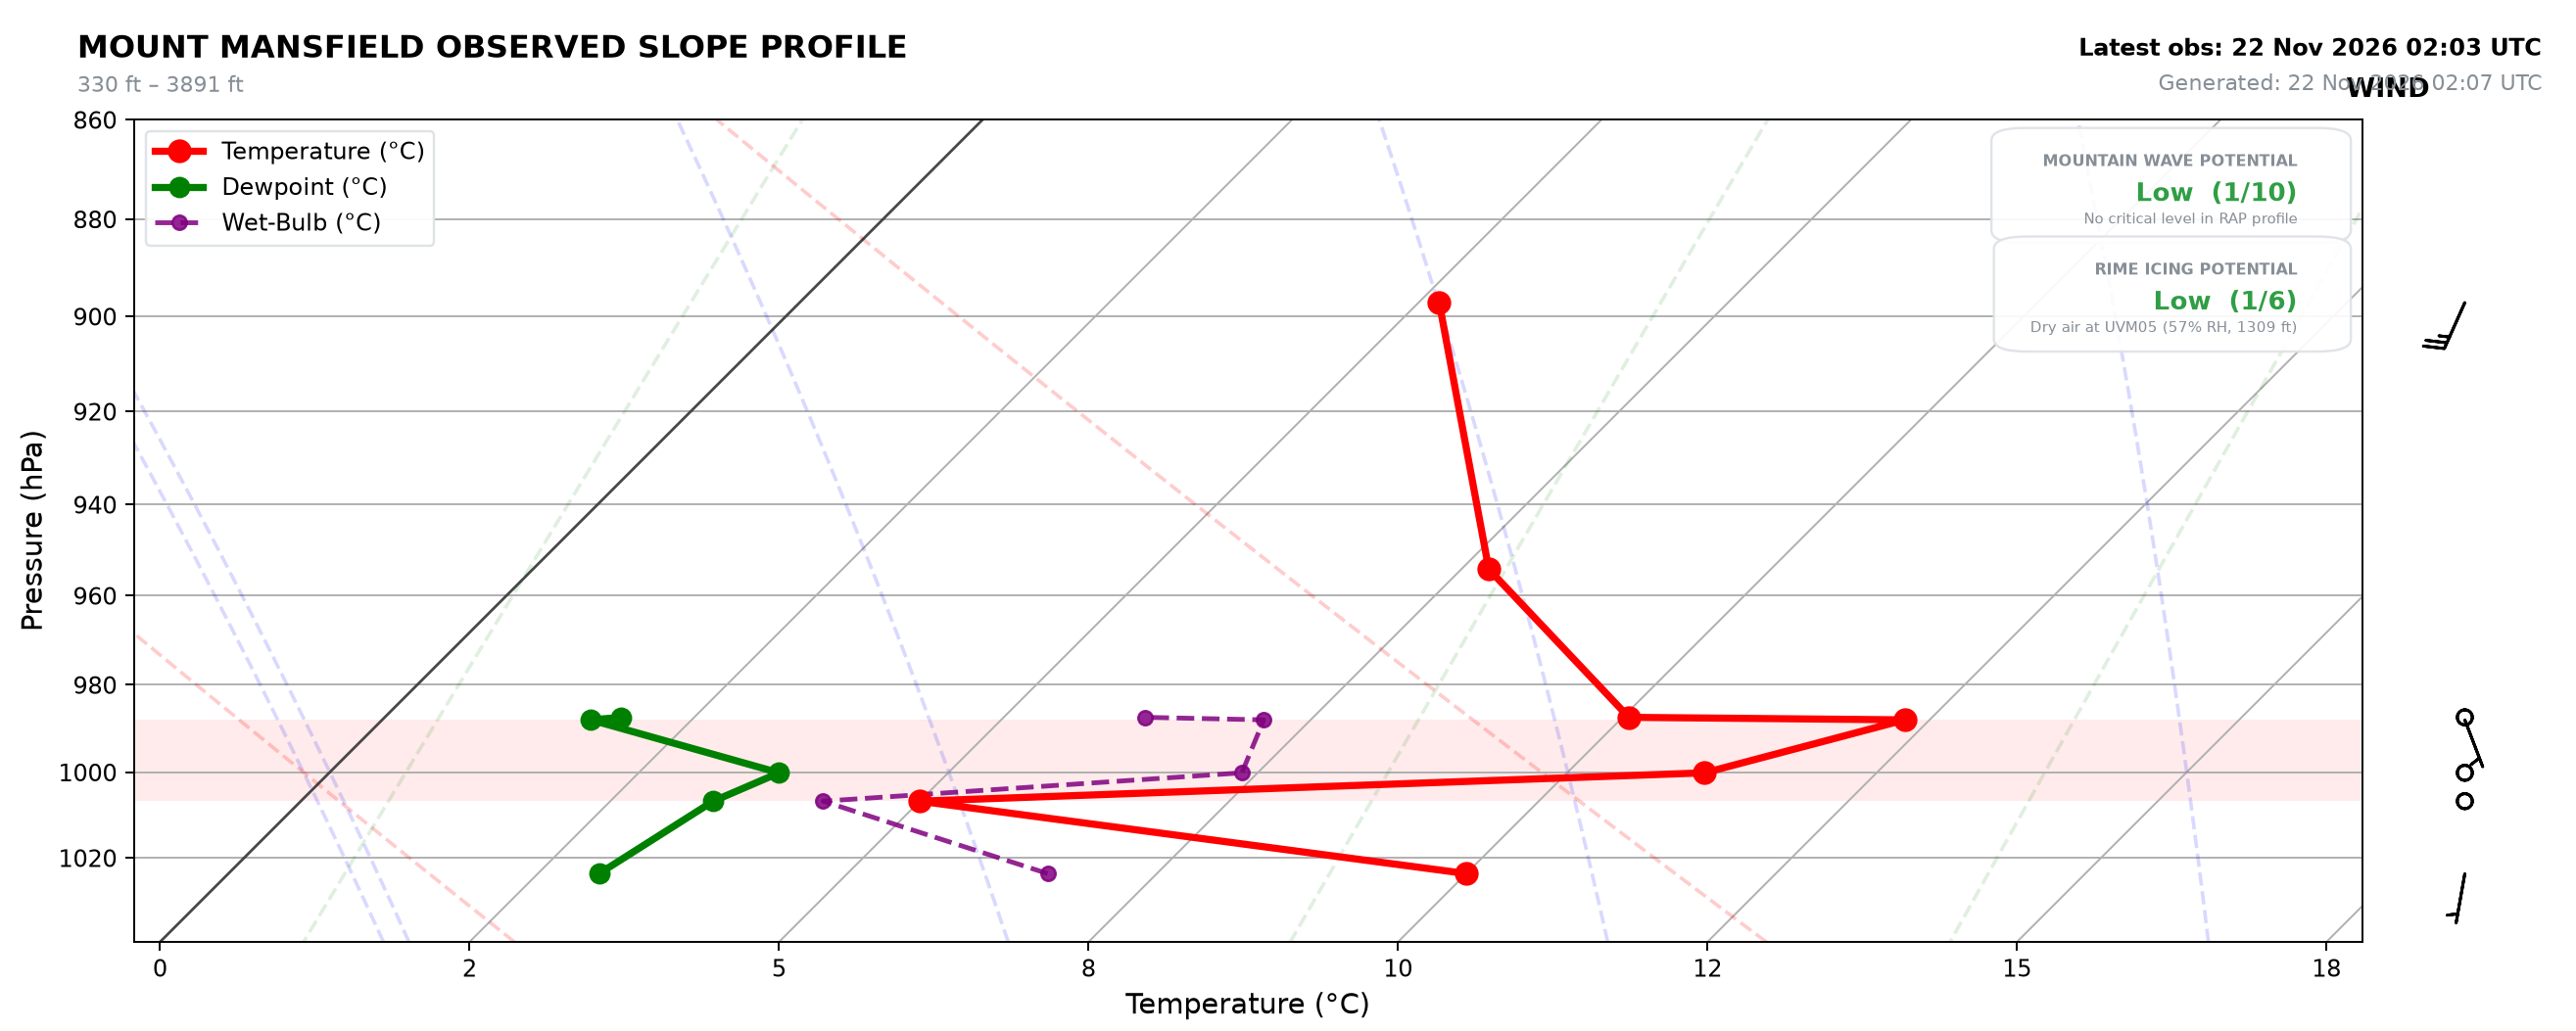 MOUNT MANSFIELD OBSERVED SLOPE PROFILE
330 ft – 3891 ft
Latest obs: 22 Nov 2026 02:03 UTC
Generated: 22 Nov 2026 02:07 UTC
WIND
Temperature (°C)
Dewpoint (°C)
Wet-Bulb (°C)
MOUNTAIN WAVE POTENTIAL
Low (1/10)
No critical level in RAP profile
RIME ICING POTENTIAL
Low (1/6)
Dry air at UVM05 (57% RH, 1309 ft)
Pressure (hPa)
860
880
900
920
940
960
980
1000
1020
0 2 5 8 10 12 15 18
Temperature (°C)